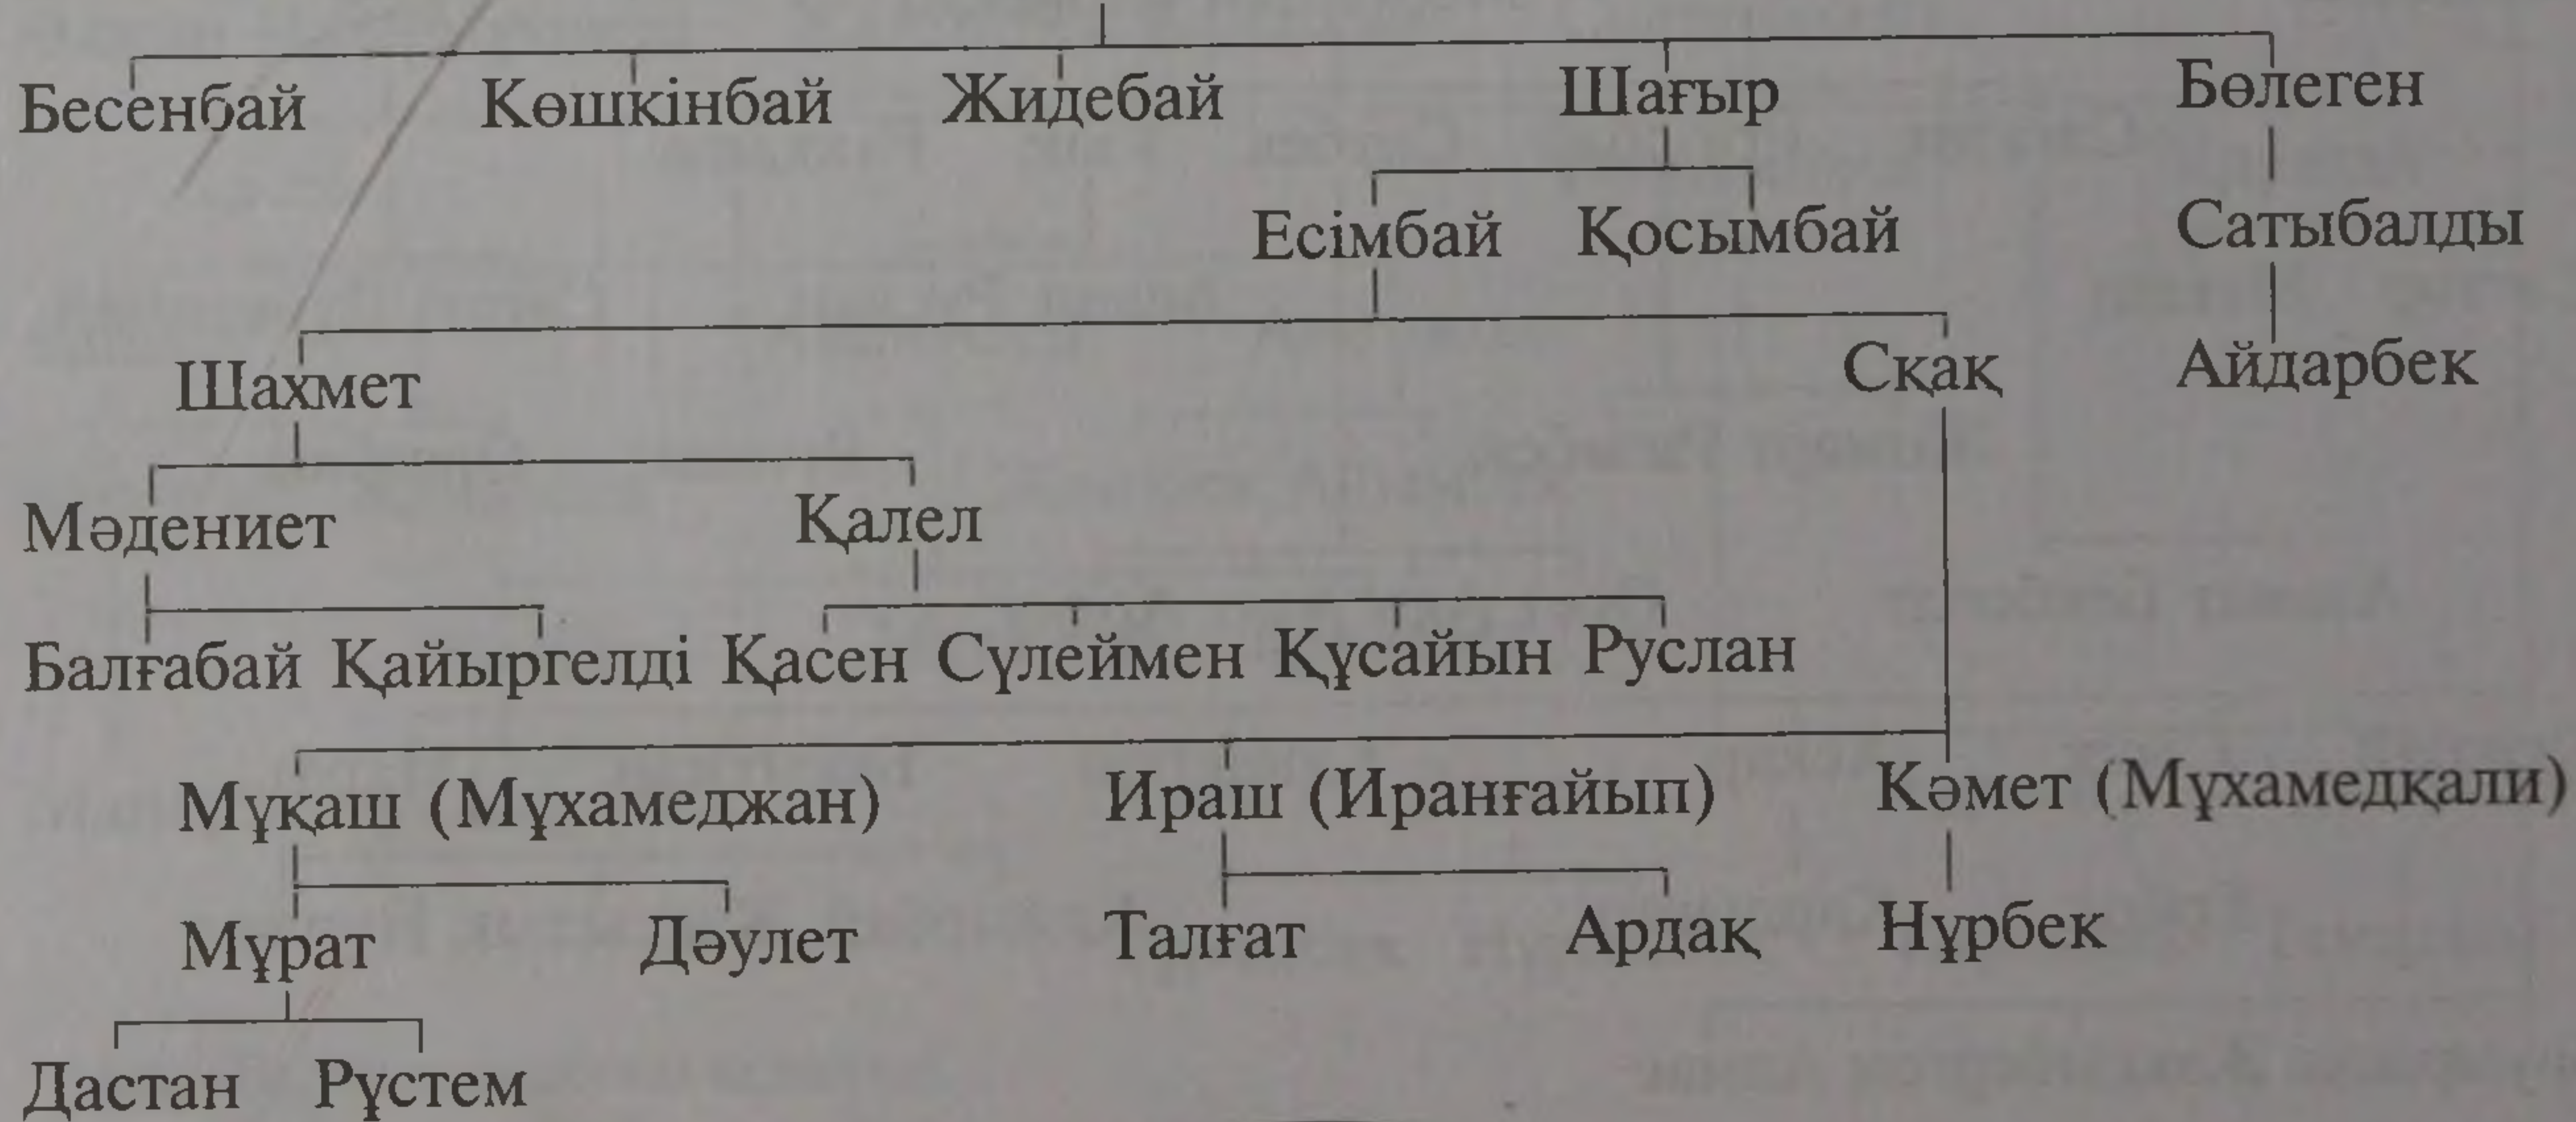 Бесенбай Көшкінбай Жидебай Шағыр Бөлеген
Есімбай Қосымбай Сатыбалды
Шахмет Сқақ Айдарбек
Мәдениет Қалел
Балғабай Қайыргелді Қасен Сүлеймен Құсайын Руслан
Мұқаш (Мұхамеджан) Ираш (Иранғайып) Кәмет (Мұхамедқали)
Мұрат Дәулет Талғат Ардақ Нұрбек
Дастан Рүстем